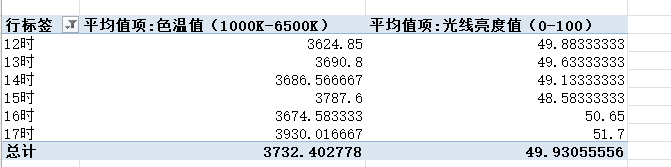 行标签 平均值项:色温值（1000K-6500K） 平均值项:光线亮度值（0-100）
12时 3624.85 49.88333333
13时 3690.8 49.63333333
14时 3686.566667 49.13333333
15时 3787.6 48.58333333
16时 3674.583333 50.65
17时 3930.016667 51.7
总计 3732.402778 49.93055556